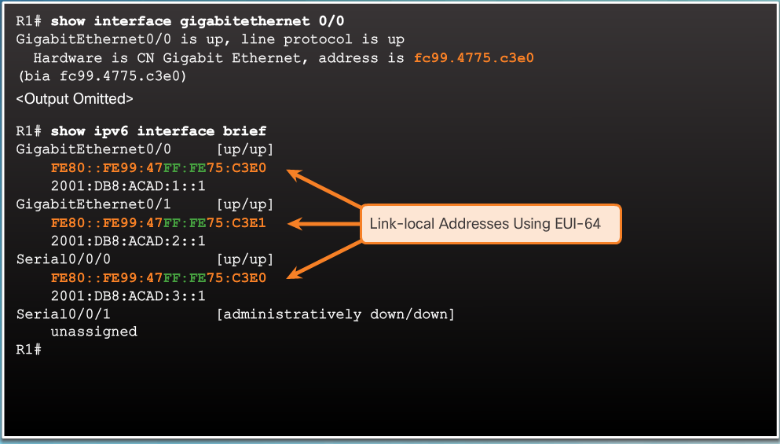 R1# show interface gigabitethernet 0/0
GigabitEthernet0/0 is up, line protocol is up
Hardware is CN Gigabit Ethernet, address is fc99.4775.c3e0
(bia fc99.4775.c3e0)
<Output Omitted>
R1# show ipv6 interface brief
GigabitEthernet0/0 [up/up]
FE80::FE99:47FF:FE75:C3E0
2001:DB8:ACAD:1::1
GigabitEthernet0/1 [up/up]
FE80::FE99:47FF:FE75:C3E1
Link-local Addresses Using EUI-64
2001:DB8:ACAD:2::1
Serial0/0/0 [up/up]
FE80::FE99:47FF:FE75:C3E0
2001:DB8:ACAD:3::1
Serial0/0/1 [administratively down/down]
unassigned
R1#